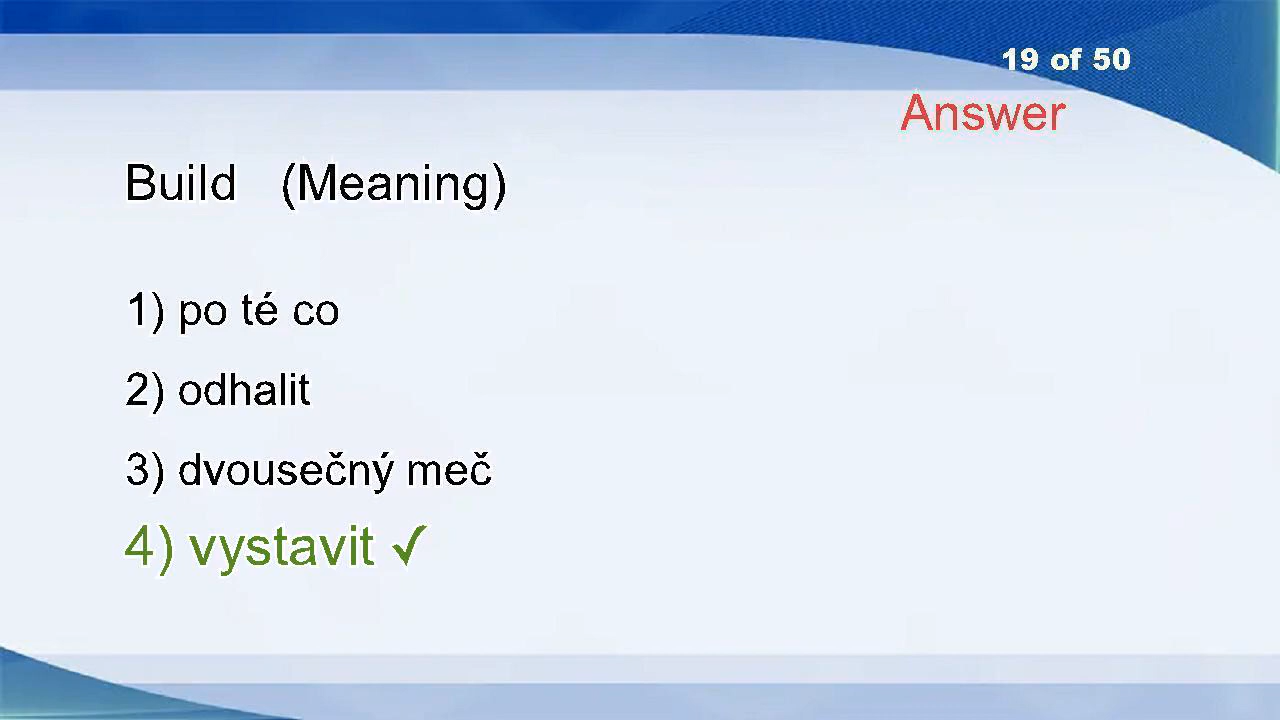 19 of 50
Answer
Build (Meaning)
1) po té co
2) odhalit
3) dvousečný meč
4) vystavit ✓